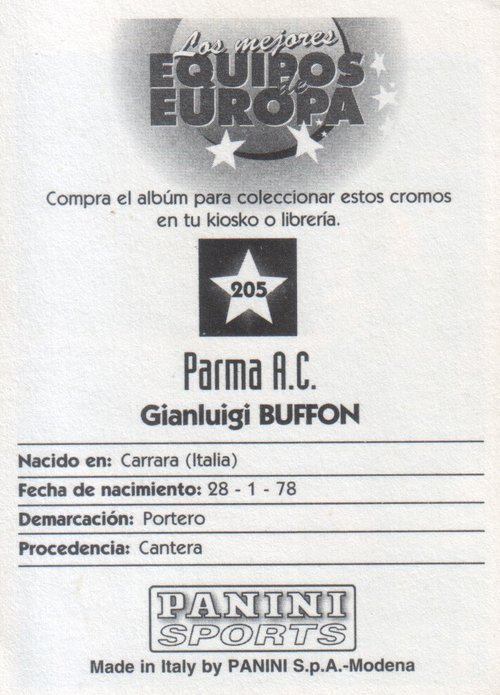 Los mejores
EQUIPOS
de
EUROPA
Compra el albúm para coleccionar estos cromos
en tu kiosko o librería.
205
Parma A.C.
Gianluigi BUFFON
Nacido en: Carrara (Italia)
Fecha de nacimiento: 28 - 1 - 78
Demarcación: Portero
Procedencia: Cantera
PANINI
SPORTS
Made in Italy by PANINI S.p.A.-Modena